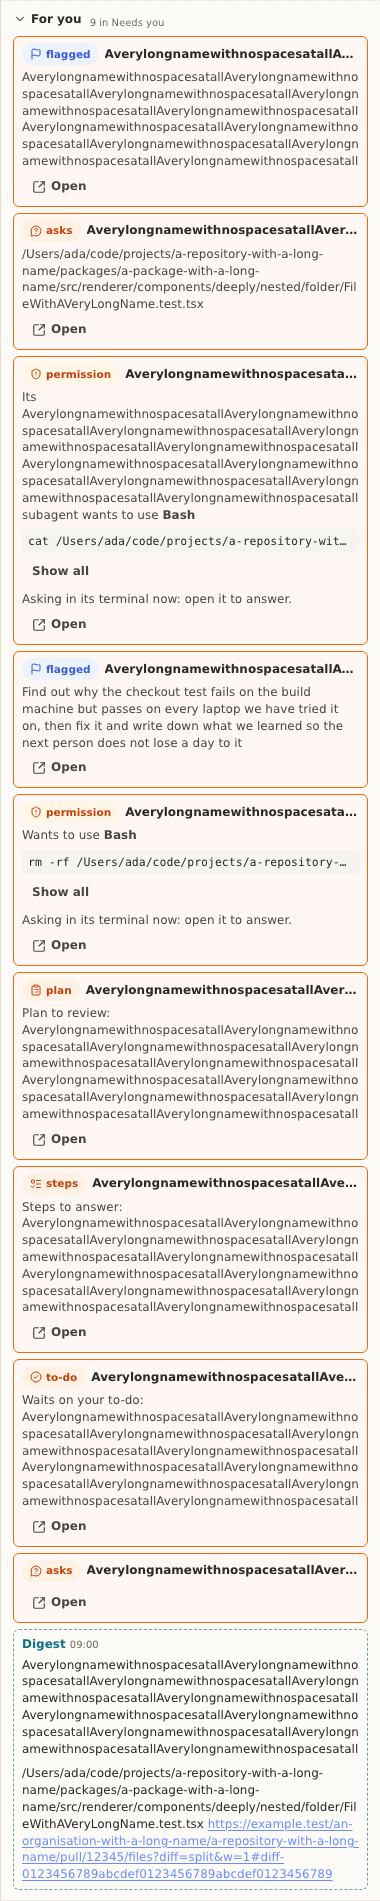 For you 9 in Needs you
flagged AverylongnamewithnospacesatallA…
AverylongnamewithnospacesatallAverylongnamewithno
spacesatallAverylongnamewithnospacesatallAverylongn
amewithnospacesatallAverylongnamewithnospacesatall
AverylongnamewithnospacesatallAverylongnamewithno
spacesatallAverylongnamewithnospacesatallAverylongn
amewithnospacesatallAverylongnamewithnospacesatall
Open
asks AverylongnamewithnospacesatallAver…
/Users/ada/code/projects/a-repository-with-a-long-
name/packages/a-package-with-a-long-
name/src/renderer/components/deeply/nested/folder/Fil
eWithAVeryLongName.test.tsx
Open
permission Averylongnamewithnospacesata…
Its
AverylongnamewithnospacesatallAverylongnamewithno
spacesatallAverylongnamewithnospacesatallAverylongn
amewithnospacesatallAverylongnamewithnospacesatall
AverylongnamewithnospacesatallAverylongnamewithno
spacesatallAverylongnamewithnospacesatallAverylongn
amewithnospacesatallAverylongnamewithnospacesatall
subagent wants to use Bash
cat /Users/ada/code/projects/a-repository-wit…
Show all
Asking in its terminal now: open it to answer.
Open
flagged AverylongnamewithnospacesatallA…
Find out why the checkout test fails on the build
machine but passes on every laptop we have tried it
on, then fix it and write down what we learned so the
next person does not lose a day to it
Open
permission Averylongnamewithnospacesata…
Wants to use Bash
rm -rf /Users/ada/code/projects/a-repository-…
Show all
Asking in its terminal now: open it to answer.
Open
plan AverylongnamewithnospacesatallAver…
Plan to review:
AverylongnamewithnospacesatallAverylongnamewithno
spacesatallAverylongnamewithnospacesatallAverylongn
amewithnospacesatallAverylongnamewithnospacesatall
AverylongnamewithnospacesatallAverylongnamewithno
spacesatallAverylongnamewithnospacesatallAverylongn
amewithnospacesatallAverylongnamewithnospacesatall
Open
steps AverylongnamewithnospacesatallAve…
Steps to answer:
AverylongnamewithnospacesatallAverylongnamewithno
spacesatallAverylongnamewithnospacesatallAverylongn
amewithnospacesatallAverylongnamewithnospacesatall
AverylongnamewithnospacesatallAverylongnamewithno
spacesatallAverylongnamewithnospacesatallAverylongn
amewithnospacesatallAverylongnamewithnospacesatall
Open
to-do AverylongnamewithnospacesatallAve…
Waits on your to-do:
AverylongnamewithnospacesatallAverylongnamewithno
spacesatallAverylongnamewithnospacesatallAverylongn
amewithnospacesatallAverylongnamewithnospacesatall
AverylongnamewithnospacesatallAverylongnamewithno
spacesatallAverylongnamewithnospacesatallAverylongn
amewithnospacesatallAverylongnamewithnospacesatall
Open
asks AverylongnamewithnospacesatallAver…
Open
Digest 09:00
AverylongnamewithnospacesatallAverylongnamewithno
spacesatallAverylongnamewithnospacesatallAverylongn
amewithnospacesatallAverylongnamewithnospacesatall
AverylongnamewithnospacesatallAverylongnamewithno
spacesatallAverylongnamewithnospacesatallAverylongn
amewithnospacesatallAverylongnamewithnospacesatall
/Users/ada/code/projects/a-repository-with-a-long-
name/packages/a-package-with-a-long-
name/src/renderer/components/deeply/nested/folder/Fil
eWithAVeryLongName.test.tsx https://example.test/an-
organisation-with-a-long-name/a-repository-with-a-long-
name/pull/12345/files?diff=split&w=1#diff-
0123456789abcdef0123456789abcdef0123456789